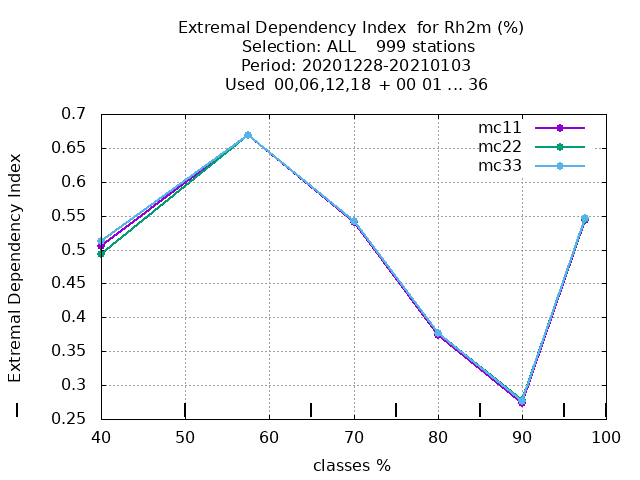 Extremal Dependency Index  for Rh2m (%)
Selection: ALL    999 stations
Period: 20201228-20210103
Used  00,06,12,18  + 00 01 ... 36
mc11
mc22
mc33
Extremal Dependency Index
0.7
0.65
0.6
0.55
0.5
0.45
0.4
0.35
0.3
0.25
40 50 60 70 80 90 100
classes %